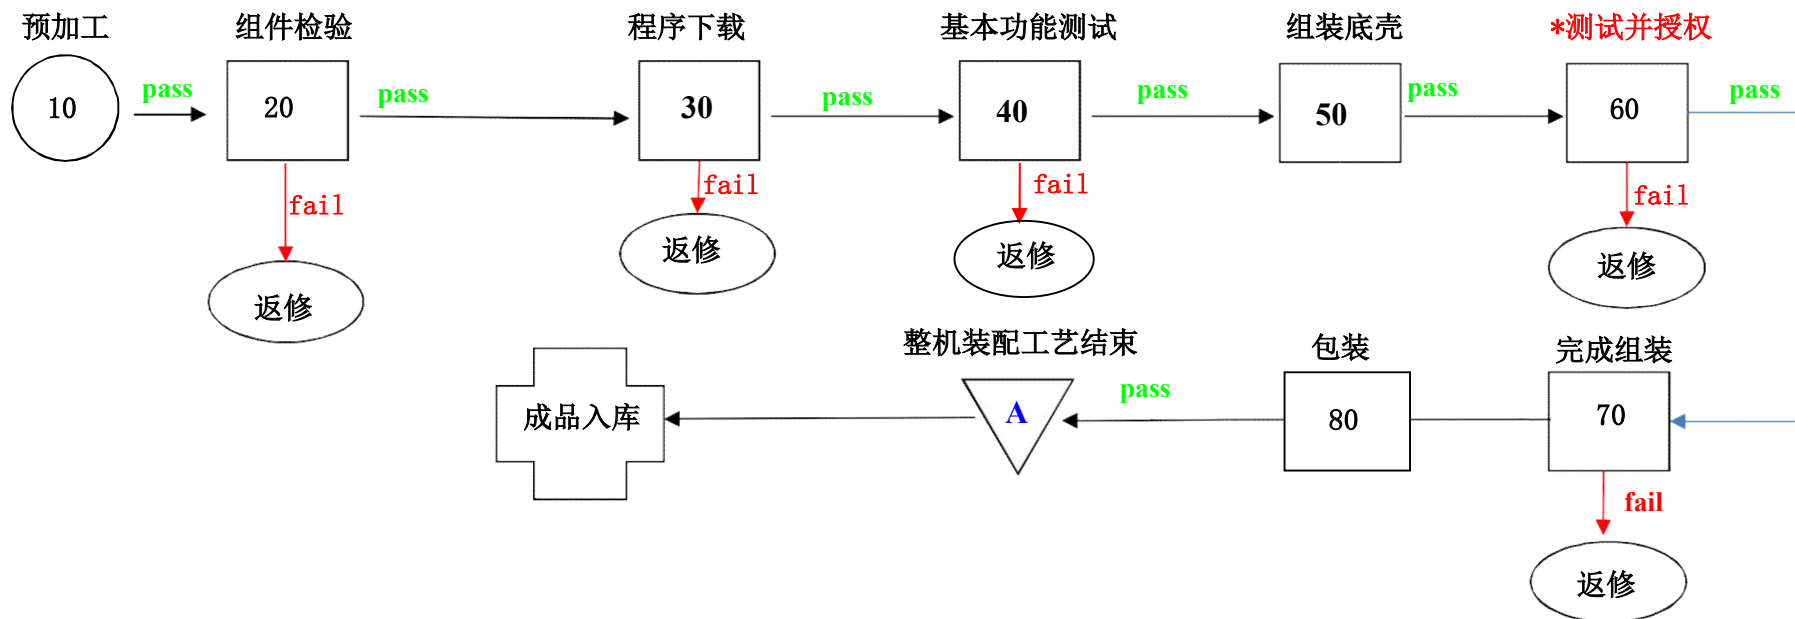 预加工
组件检验
程序下载
基本功能测试
组装底壳
*测试并授权
10
pass
20
pass
30
pass
40
pass
50
pass
60
pass
fail
fail
fail
fail
返修
返修
返修
返修
整机装配工艺结束
包装
完成组装
成品入库
A
pass
80
70
fail
返修